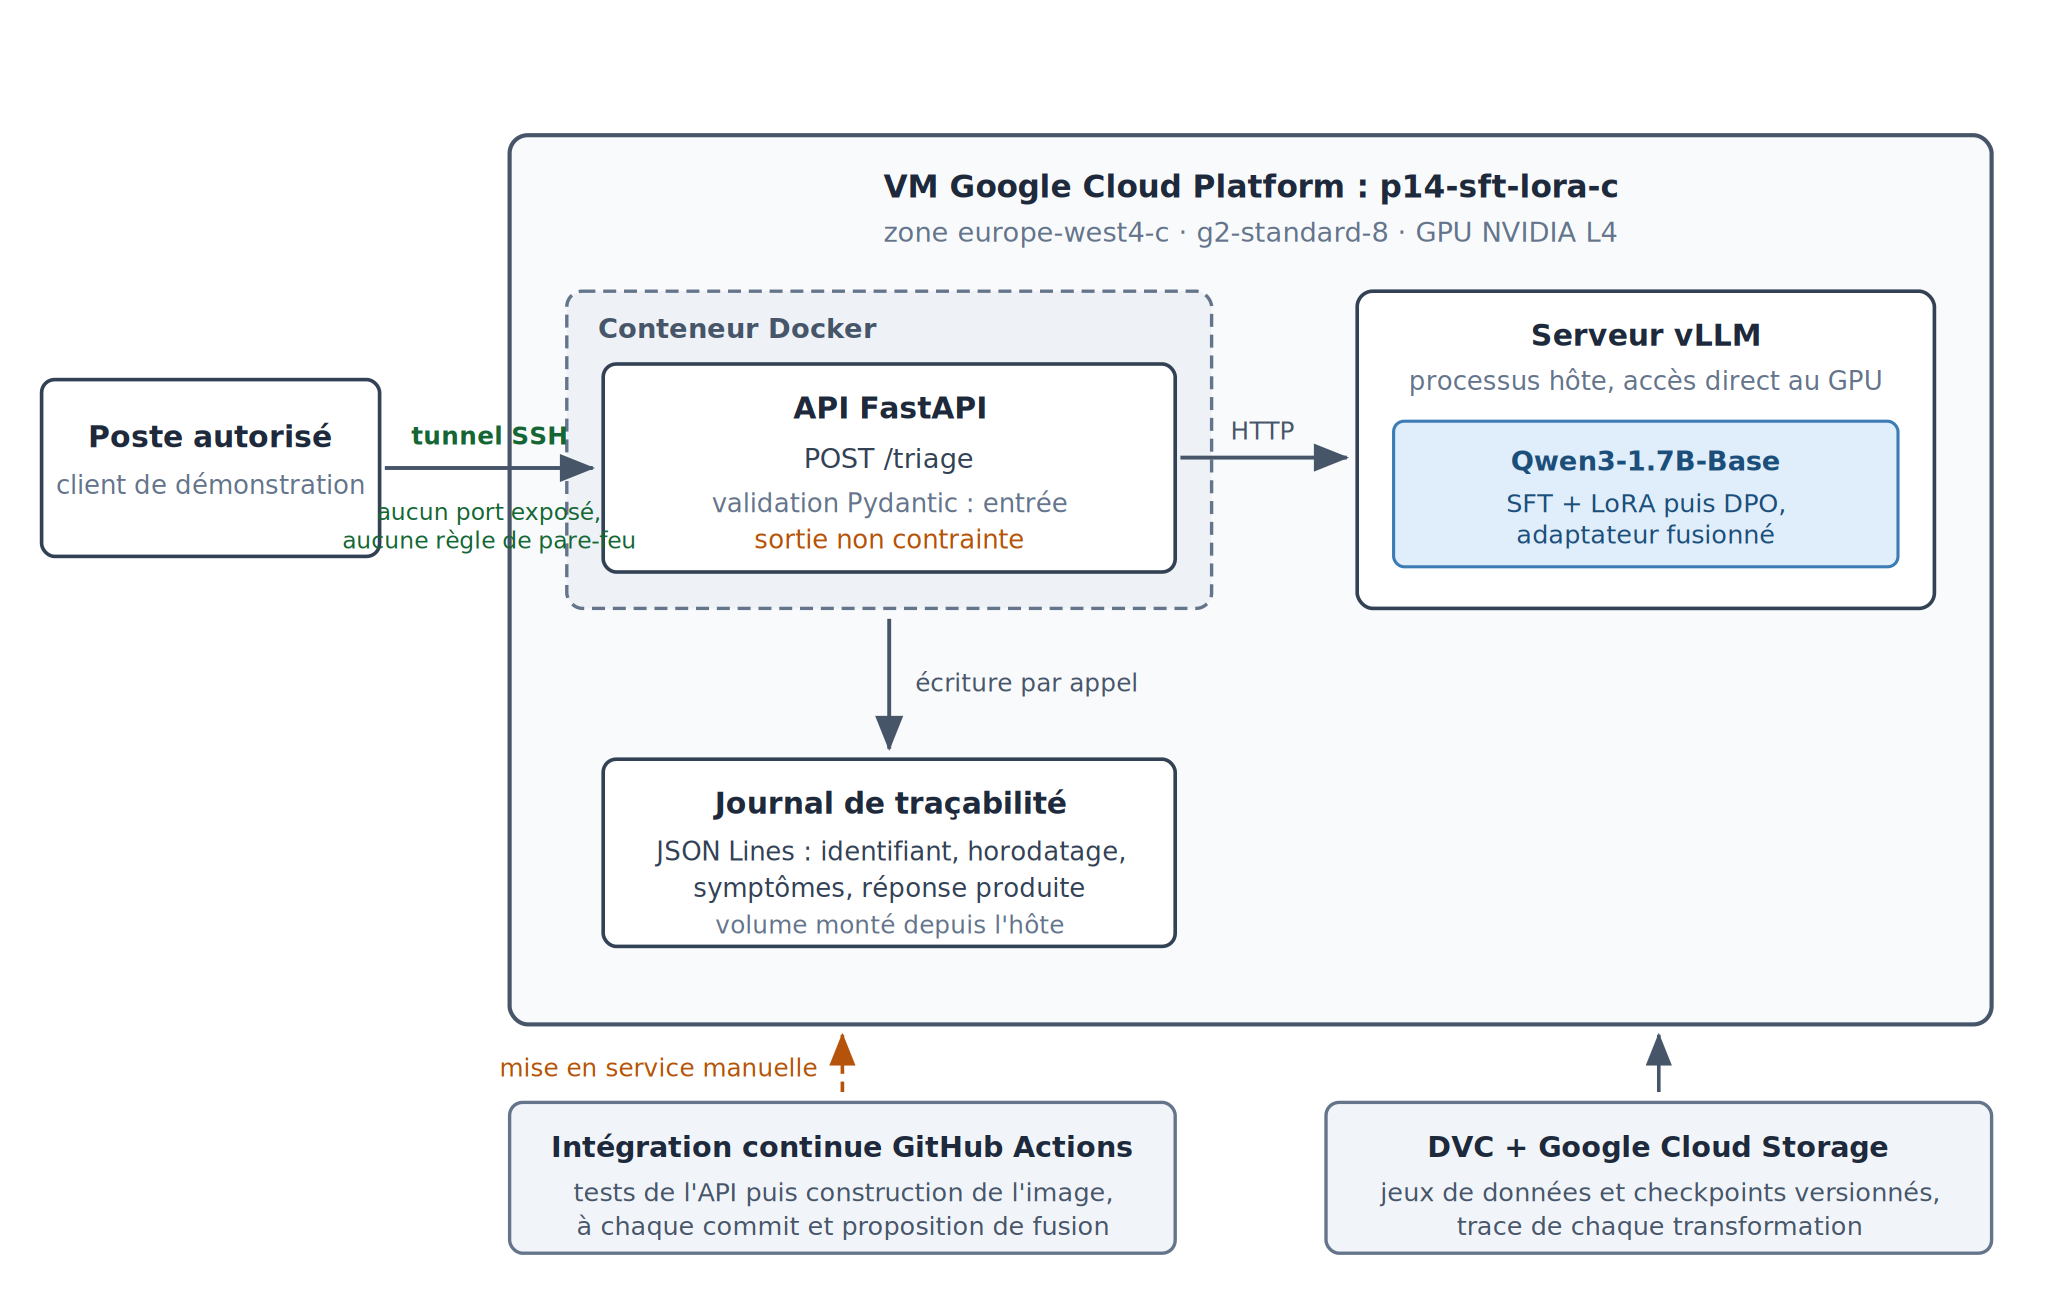 VM Google Cloud Platform : p14-sft-lora-c
zone europe-west4-c · g2-standard-8 · GPU NVIDIA L4
Poste autorisé
client de démonstration
tunnel SSH
aucun port exposé,
aucune règle de pare-feu
Conteneur Docker
API FastAPI
POST /triage
validation Pydantic : entrée
sortie non contrainte
HTTP
Serveur vLLM
processus hôte, accès direct au GPU
Qwen3-1.7B-Base
SFT + LoRA puis DPO,
adaptateur fusionné
écriture par appel
Journal de traçabilité
JSON Lines : identifiant, horodatage,
symptômes, réponse produite
volume monté depuis l'hôte
mise en service manuelle
Intégration continue GitHub Actions
tests de l'API puis construction de l'image,
à chaque commit et proposition de fusion
DVC + Google Cloud Storage
jeux de données et checkpoints versionnés,
trace de chaque transformation